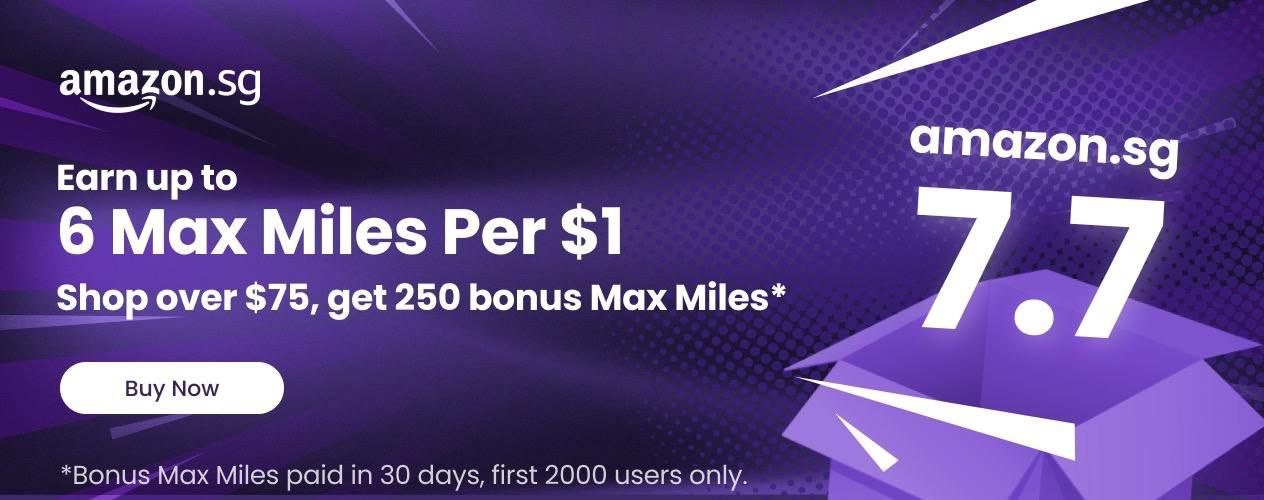 amazon.sg
Earn up to
6 Max Miles Per $1
Shop over $75, get 250 bonus Max Miles*
Buy Now
*Bonus Max Miles paid in 30 days, first 2000 users only.
amazon.sg
7.7